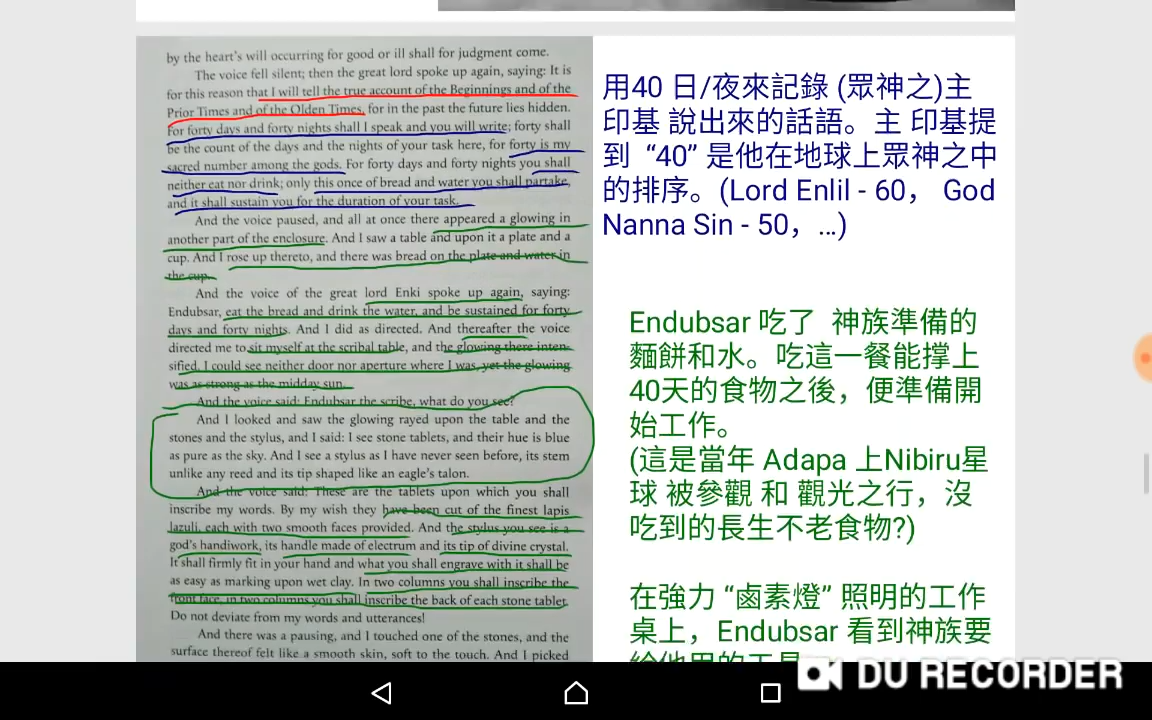 by the heart's will occurring for good or ill shall for judgment come.
The voice fell silent; then the great lord spoke up again, saying: It is
for this reason that I will tell the true account of the Beginnings and of the
Prior Times and of the Olden Times, for in the past the future lies hidden.
For forty days and forty nights shall I speak and you will write; forty shall
be the count of the days and the nights of your task here, for forty is my
sacred number among the gods. For forty days and forty nights you shall
neither eat nor drink; only this once of bread and water you shall partake,
and it shall sustain you for the duration of your task.
And the voice paused, and all at once there appeared a glowing in
another part of the enclosure. And I saw a table and upon it a plate and a
cup. And I rose up thereto, and there was bread on the plate and water in
the cup.
And the voice of the great lord Enki spoke up again, saying:
Endubsar, eat the bread and drink the water, and be sustained for forty
days and forty nights. And I did as directed. And thereafter the voice
directed me to sit myself at the scribal table, and the glowing there inten-
sified. I could see neither door nor aperture where I was, yet the glowing
was as strong as the midday sun.
And the voice said: Endubsar the scribe, what do you see?
And I looked and saw the glowing rayed upon the table and the
stones and the stylus, and I said: I see stone tablets, and their hue is blue
as pure as the sky. And I see a stylus as I have never seen before, its stem
unlike any reed and its tip shaped like an eagle's talon.
And the voice said: These are the tablets upon which you shall
inscribe my words. By my wish they have been cut of the finest lapis
lazuli, each with two smooth faces provided. And the stylus you see is a
god's handiwork, its handle made of electrum and its tip of divine crystal.
It shall firmly fit in your hand and what you shall engrave with it shall be
as easy as marking upon wet clay. In two columns you shall inscribe the
front face, in two columns you shall inscribe the back of each stone tablet.
Do not deviate from my words and utterances!
And there was a pausing, and I touched one of the stones, and the
surface thereof felt like a smooth skin, soft to the touch. And I picked
用40 日/夜來記錄 (眾神之)主
印基 說出來的話語。主 印基提
到 “40” 是他在地球上眾神之中
的排序。(Lord Enlil - 60， God
Nanna Sin - 50，...)
Endubsar 吃了 神族準備的
麵餅和水。吃這一餐能撐上
40天的食物之後，便準備開
始工作。
(這是當年 Adapa 上Nibiru星
球 被參觀 和 觀光之行，沒
吃到的長生不老食物?)
在強力 “鹵素燈” 照明的工作
桌上，Endubsar 看到神族要
DU RECORDER